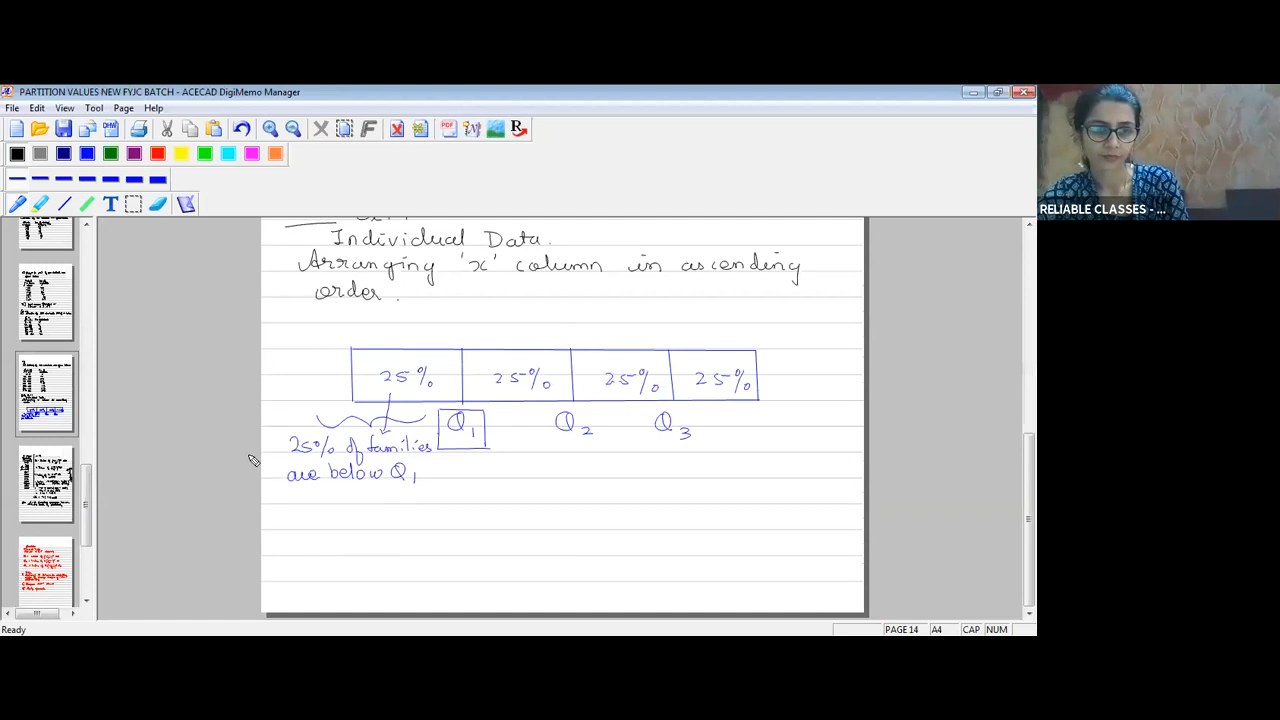 PARTITION VALUES NEW FYJC BATCH - ACECAD DigiMemo Manager
File Edit View Tool Page Help
RELIABLE CLASSES - ...
Individual Data.
Arranging 'x' column in ascending
order.
25% 25% 25% 25%
Q1 Q2 Q3
25% of families
are below Q1
Ready
PAGE 14 A4 CAP NUM